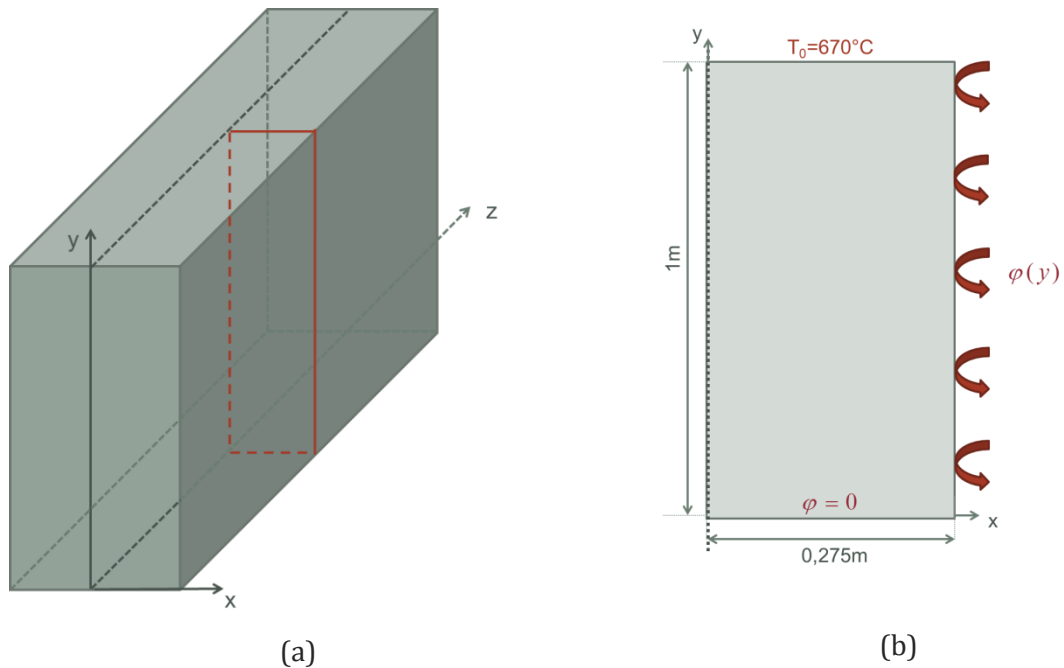 y
z
x
(a)
y
T₀=670°C
1m
φ(y)
φ = 0
x
0,275m
(b)